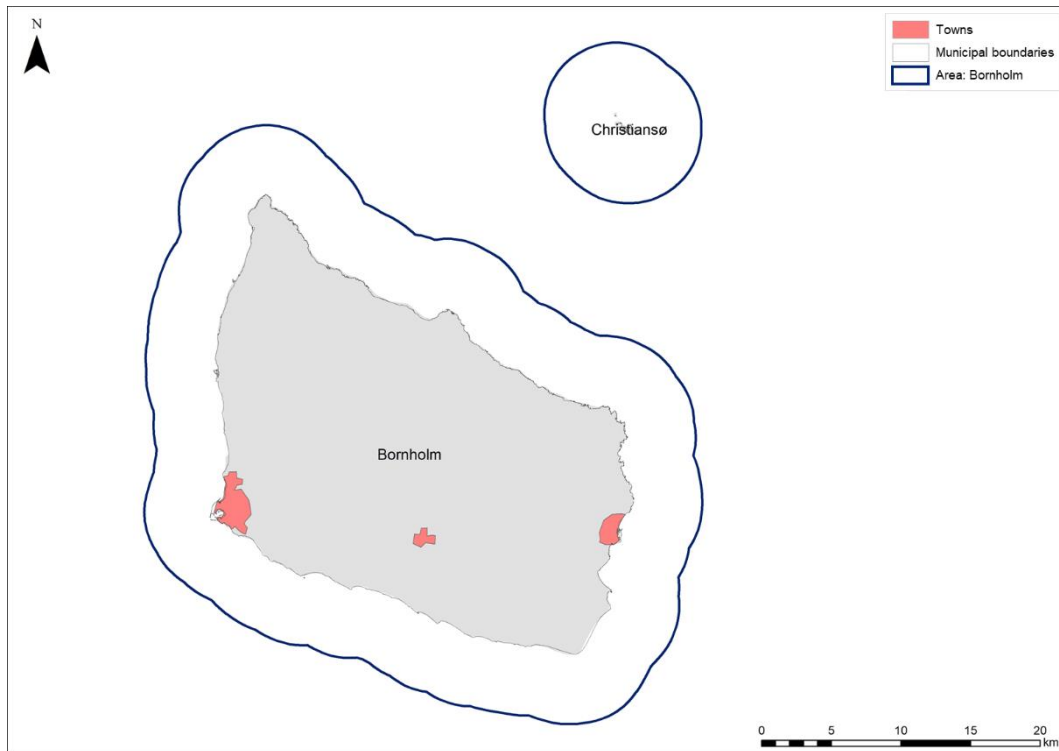 N
Towns
Municipal boundaries
Area: Bornholm
Christiansø
Bornholm
0 5 10 15 20
km